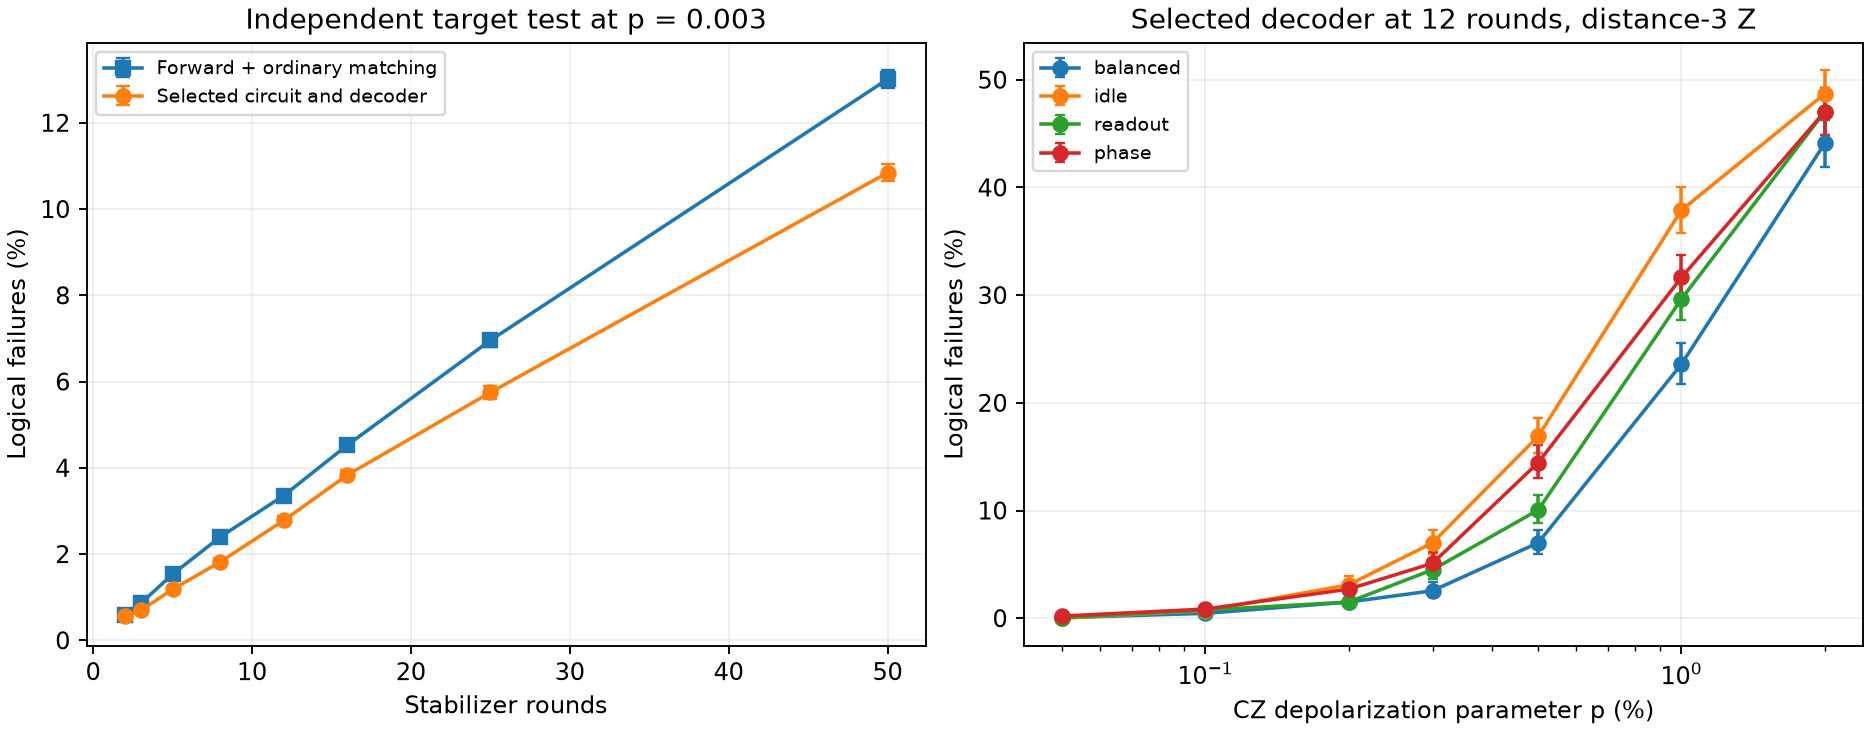 Independent target test at p = 0.003
Forward + ordinary matching
Selected circuit and decoder
Logical failures (%)
12
10
8
6
4
2
0
0 10 20 30 40 50
Stabilizer rounds
Selected decoder at 12 rounds, distance-3 Z
balanced
idle
readout
phase
Logical failures (%)
50
40
30
20
10
0
10⁻¹ 10⁰
CZ depolarization parameter p (%)